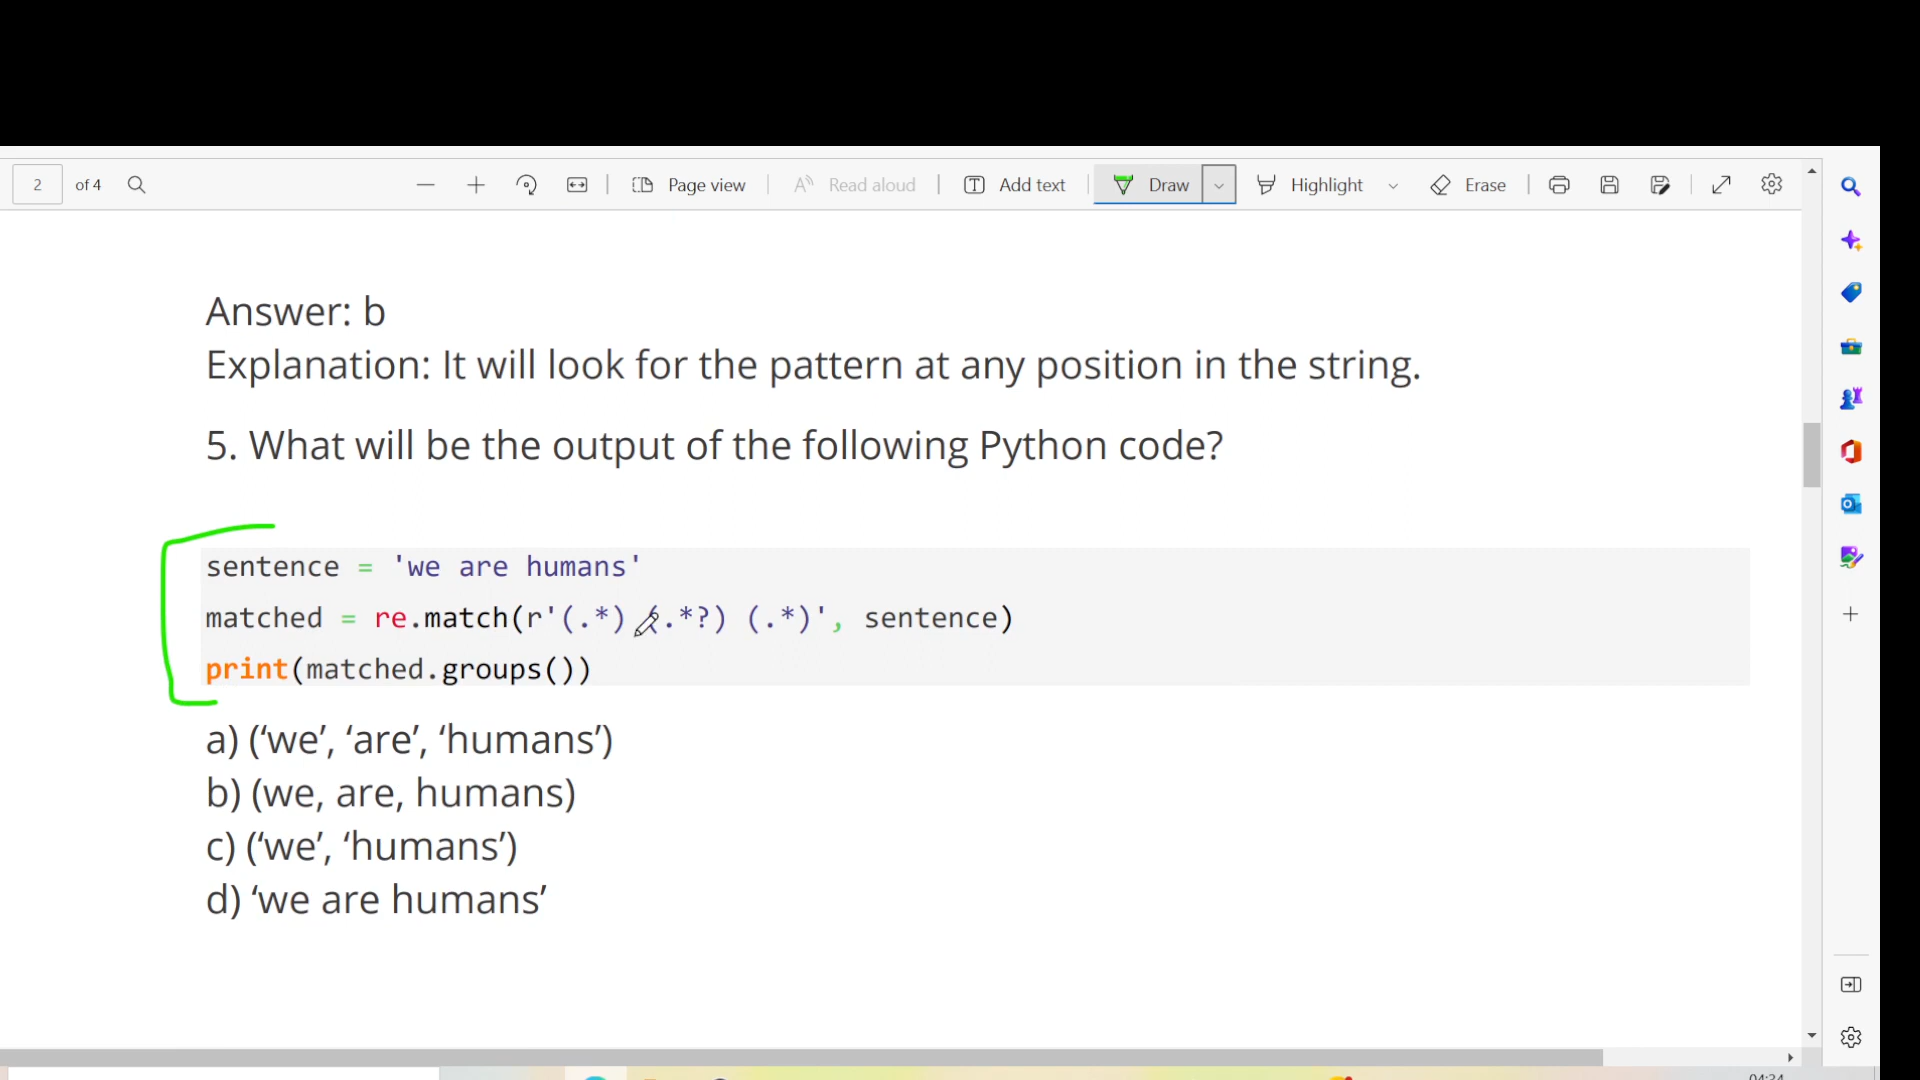 2 of 4 Page view Read aloud Add text Draw Highlight Erase
Answer: b
Explanation: It will look for the pattern at any position in the string.
5. What will be the output of the following Python code?
sentence = 'we are humans'
matched = re.match(r'(.*) (.*?) (.*)', sentence)
print(matched.groups())
a) (‘we’, ‘are’, ‘humans’)
b) (we, are, humans)
c) (‘we’, ‘humans’)
d) ‘we are humans’